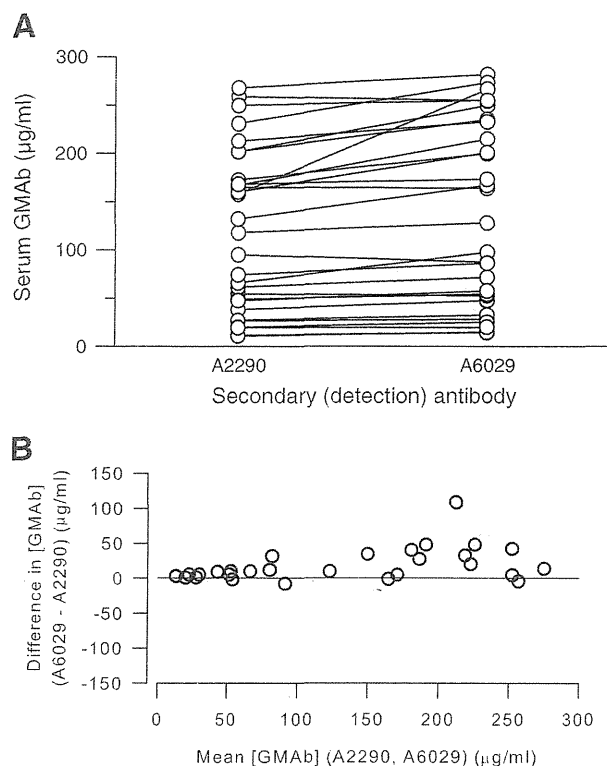 A
300
200
100
0
Serum GMAb (µg/ml)
A2290
A6029
Secondary (detection) antibody
B
150
100
50
0
-50
-100
-150
Difference in [GMAb]
(A6029 - A2290) (µg/ml)
0 50 100 150 200 250 300
Mean [GMAb] (A2290, A6029) (µg/ml)